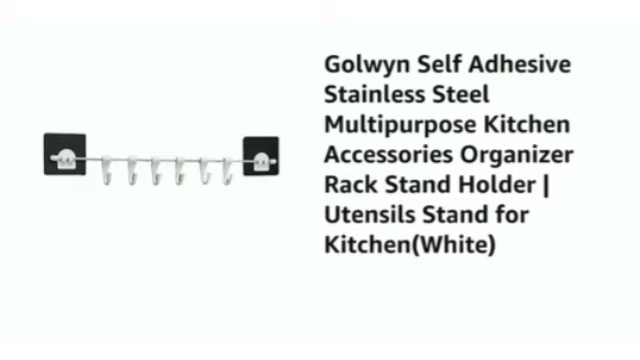 Golwyn Self Adhesive
Stainless Steel
Multipurpose Kitchen
Accessories Organizer
Rack Stand Holder |
Utensils Stand for
Kitchen(White)